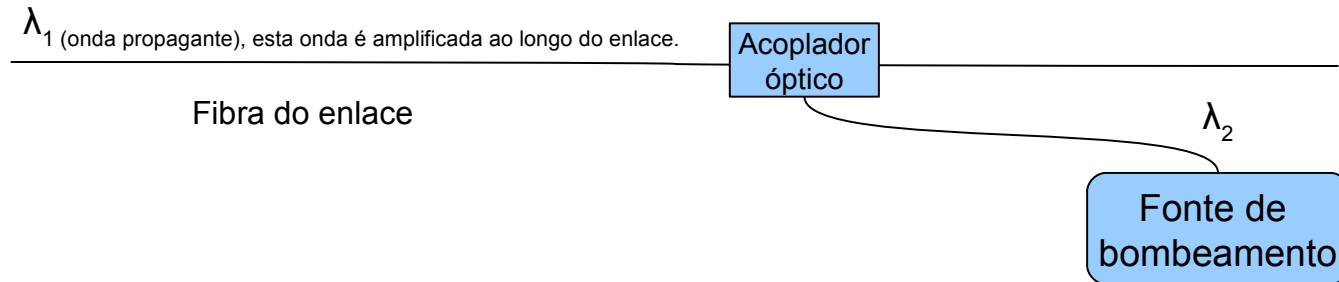 λ1 (onda propagante), esta onda é amplificada ao longo do enlace.
Acoplador
óptico
Fibra do enlace
λ2
Fonte de
bombeamento